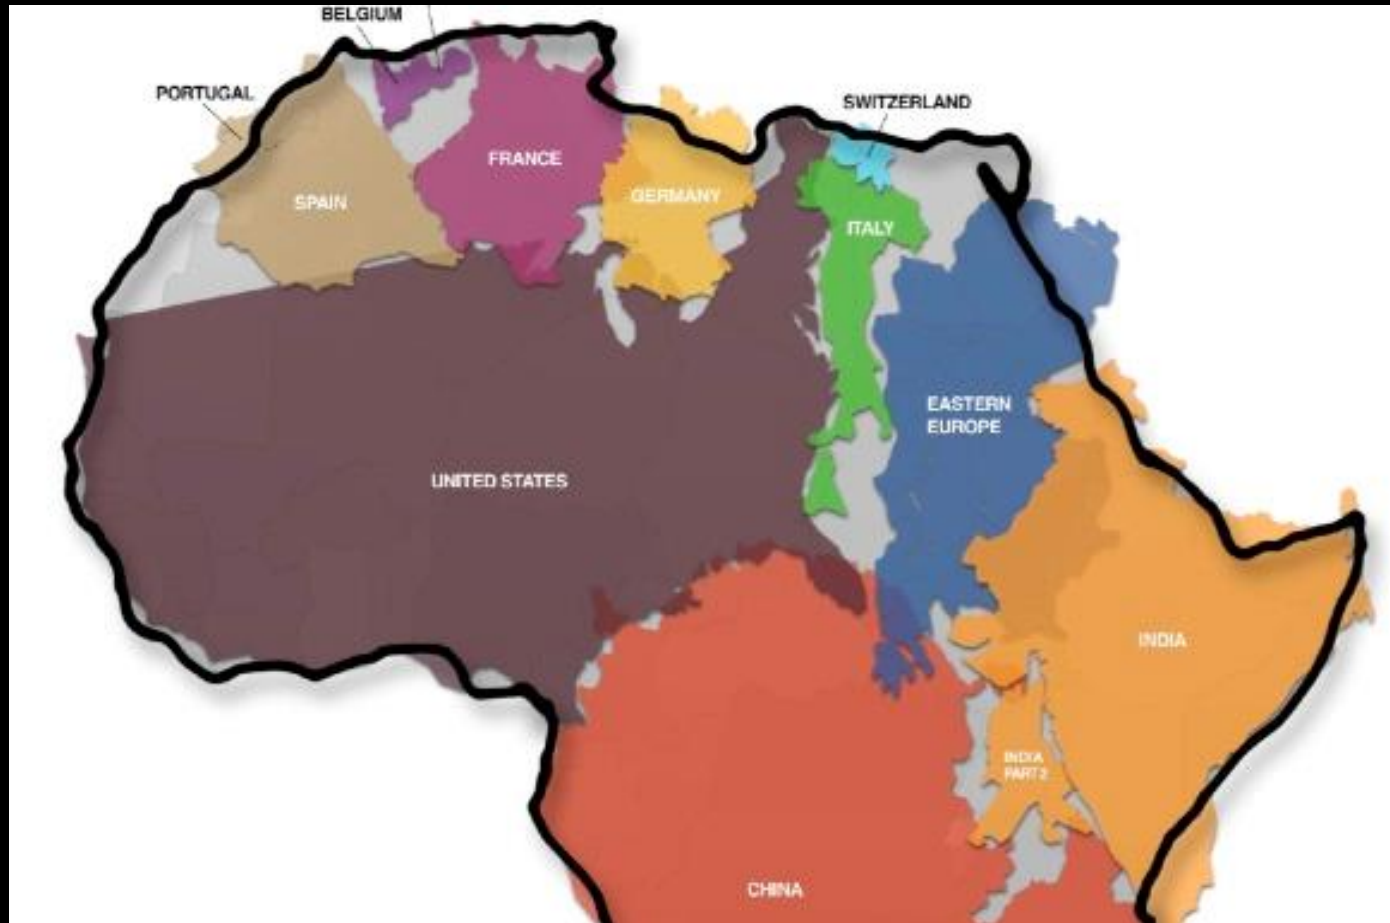 BELGIUM
PORTUGAL
SWITZERLAND
FRANCE
SPAIN
GERMANY
ITALY
EASTERN
EUROPE
UNITED STATES
INDIA
INDIA
PART 2
CHINA